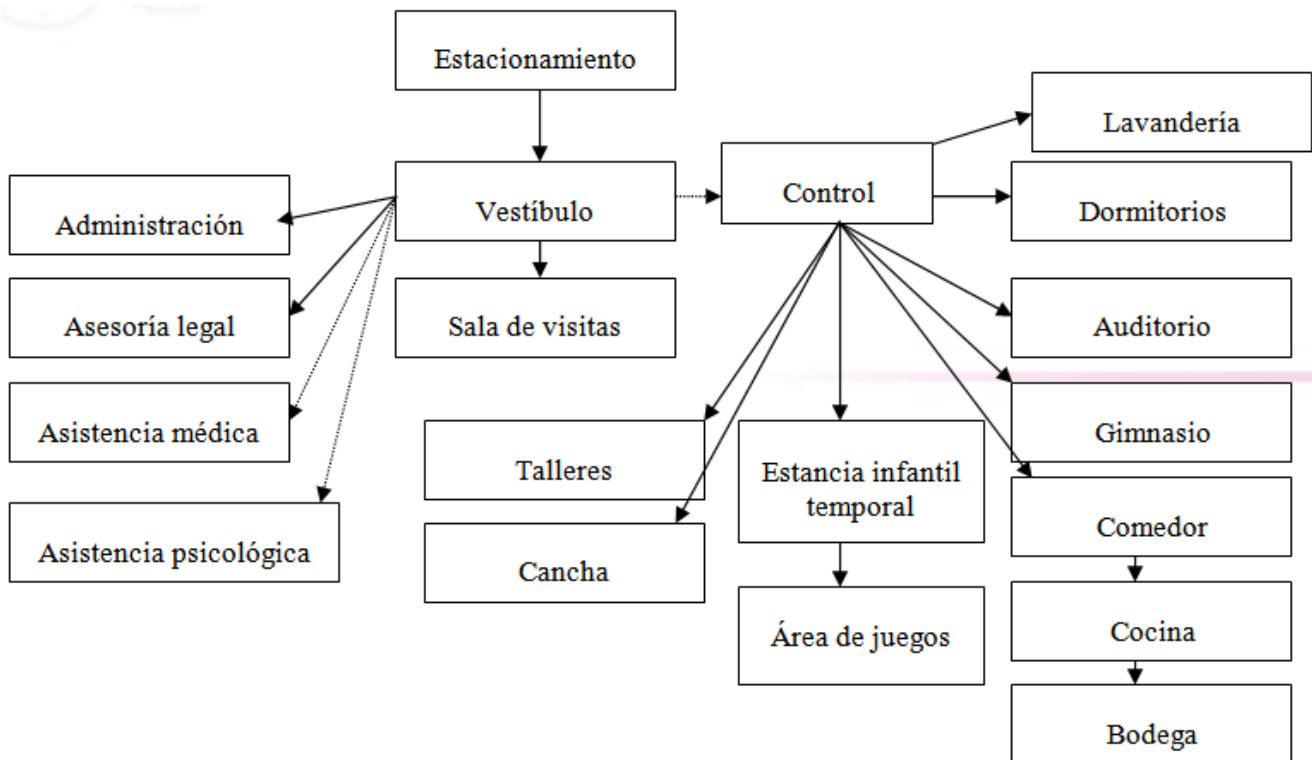 Estacionamiento
Lavandería
Control
Vestíbulo
Dormitorios
Administración
Asesoría legal
Sala de visitas
Auditorio
Asistencia médica
Talleres
Estancia infantil
temporal
Gimnasio
Asistencia psicológica
Cancha
Comedor
Área de juegos
Cocina
Bodega